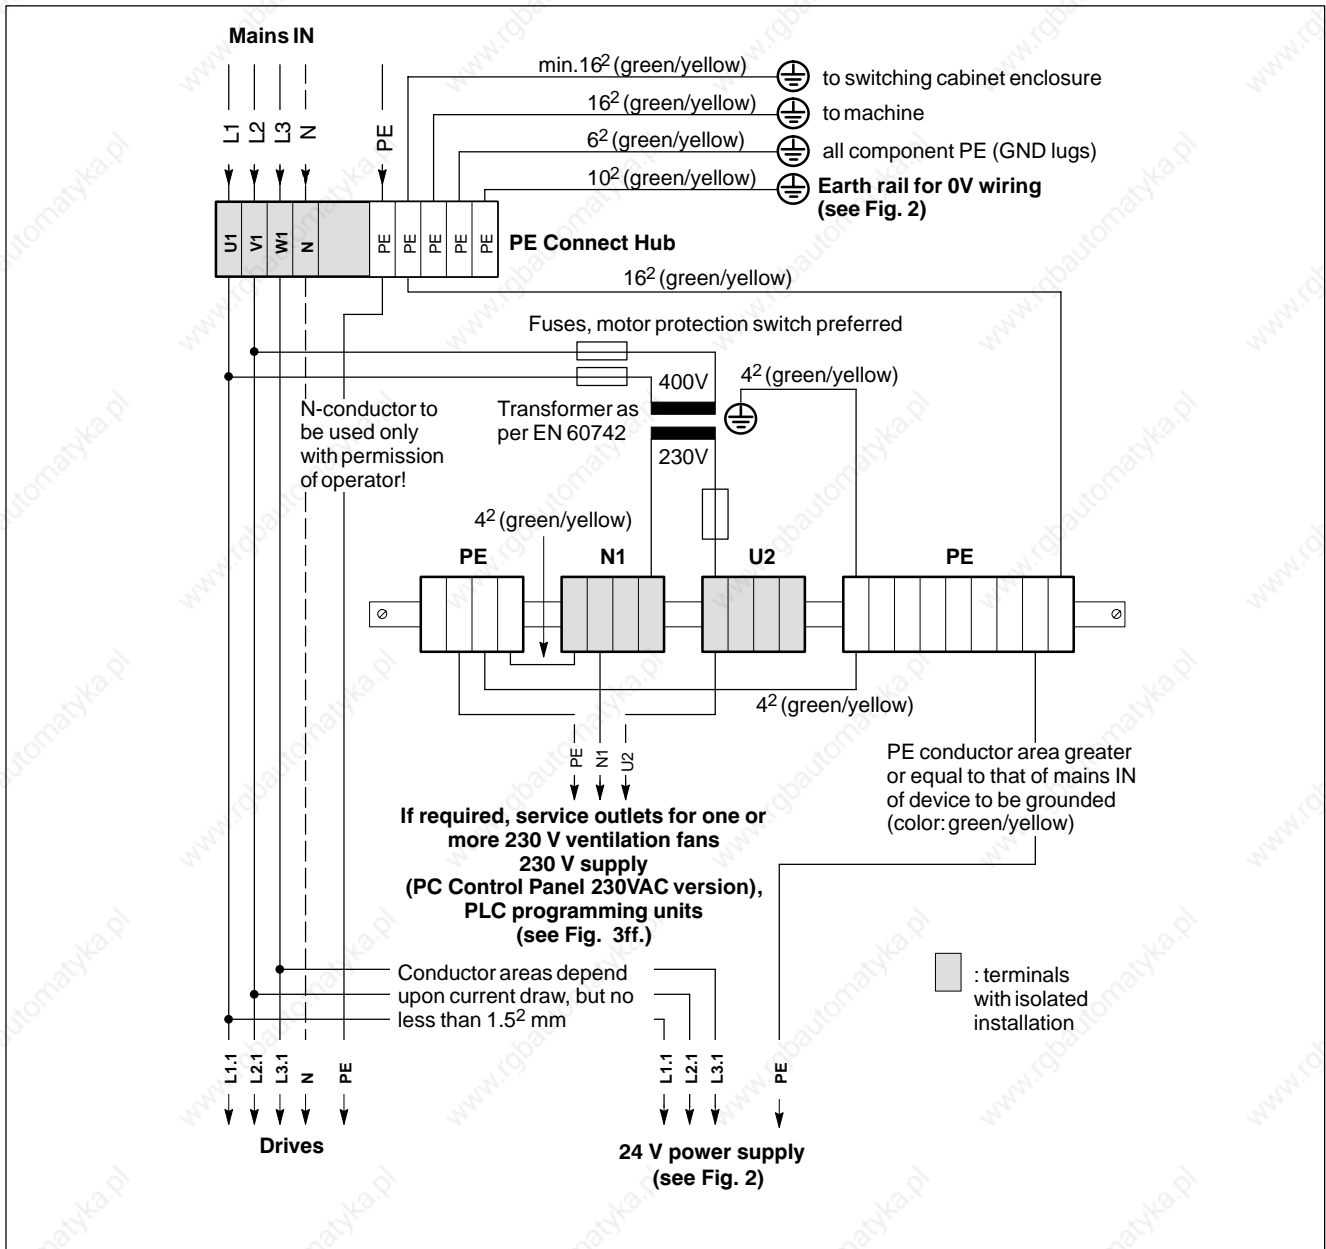 Mains IN
L1
L2
L3
N
PE
min.16² (green/yellow)
to switching cabinet enclosure
16² (green/yellow)
to machine
6² (green/yellow)
all component PE (GND lugs)
10² (green/yellow)
Earth rail for 0V wiring
(see Fig. 2)
U1
V1
W1
N
PE
PE
PE
PE
PE
PE Connect Hub
16² (green/yellow)
Fuses, motor protection switch preferred
400V
4² (green/yellow)
N-conductor to
be used only
with permission
of operator!
Transformer as
per EN 60742
230V
4² (green/yellow)
PE
N1
U2
PE
4² (green/yellow)
PE
N1
U2
PE conductor area greater
or equal to that of mains IN
of device to be grounded
(color: green/yellow)
If required, service outlets for one or
more 230 V ventilation fans
230 V supply
(PC Control Panel 230VAC version),
PLC programming units
(see Fig. 3ff.)
Conductor areas depend
upon current draw, but no
less than 1.5² mm
: terminals
with isolated
installation
L1.1
L2.1
L3.1
N
PE
L1.1
L2.1
L3.1
PE
Drives
24 V power supply
(see Fig. 2)
www.rgbautomatyka.pl